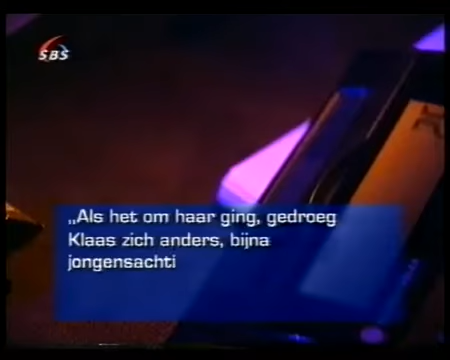 SBS
„Als het om haar ging, gedroeg
Klaas zich anders, bijna
jongensachti